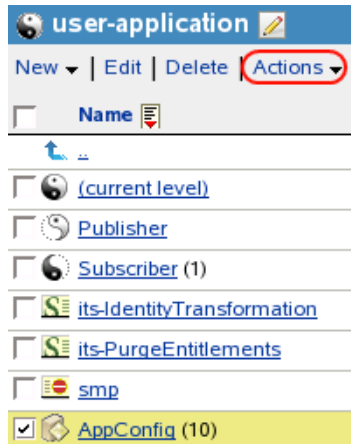 user-application
New | Edit | Delete | Actions
Name
..
(current level)
Publisher
Subscriber (1)
its-IdentityTransformation
its-PurgeEntitlements
smp
AppConfig (10)